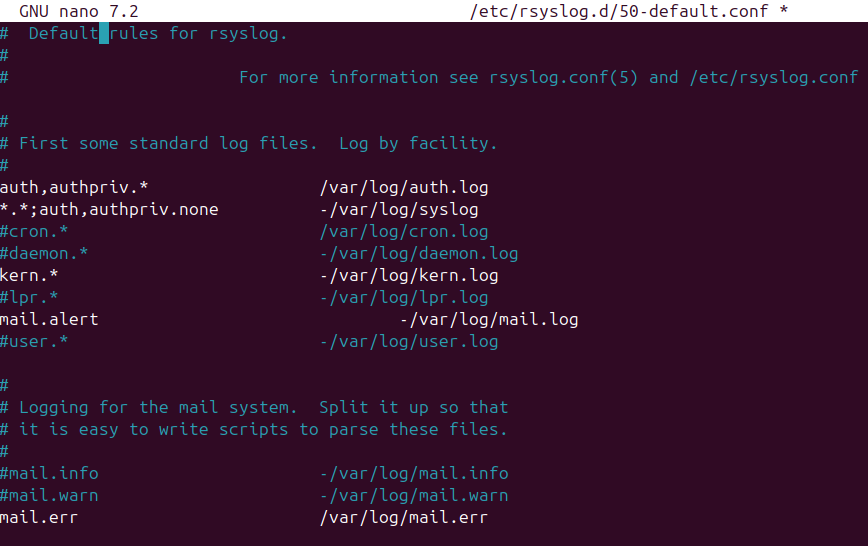 GNU nano 7.2 /etc/rsyslog.d/50-default.conf *
#  Default rules for rsyslog.
#
#                       For more information see rsyslog.conf(5) and /etc/rsyslog.conf
#
# First some standard log files.  Log by facility.
#
auth,authpriv.*                 /var/log/auth.log
*.*;auth,authpriv.none          -/var/log/syslog
#cron.*                         /var/log/cron.log
#daemon.*                       -/var/log/daemon.log
kern.*                          -/var/log/kern.log
#lpr.*                          -/var/log/lpr.log
mail.alert                              -/var/log/mail.log
#user.*                         -/var/log/user.log
#
# Logging for the mail system.  Split it up so that
# it is easy to write scripts to parse these files.
#
#mail.info                      -/var/log/mail.info
#mail.warn                      -/var/log/mail.warn
mail.err                        /var/log/mail.err